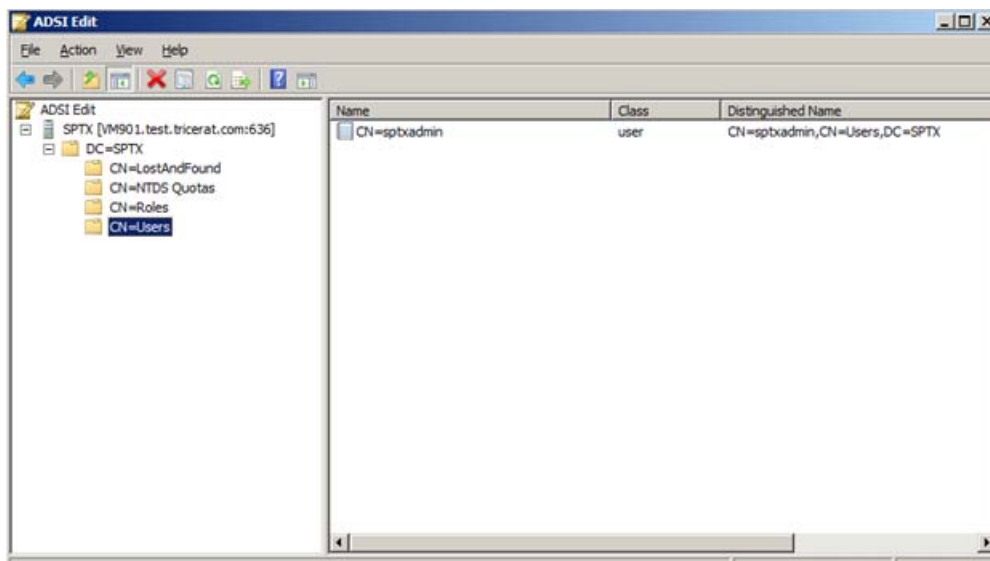 ADSI Edit
File Action View Help
ADSI Edit
SPTX [VM901.test.tricerat.com:636]
DC=SPTX
CN=LostAndFound
CN=NTDS Quotas
CN=Roles
CN=Users
Name Class Distinguished Name
CN=sptxadmin user CN=sptxadmin,CN=Users,DC=SPTX